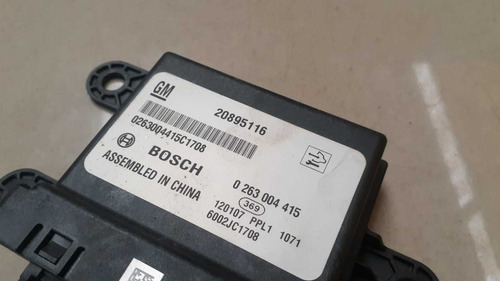 GM
20895116
0263004415C1708
BOSCH
0 263 004 415
ASSEMBLED IN CHINA
369
120107 PPL1 1071
6002JC1708